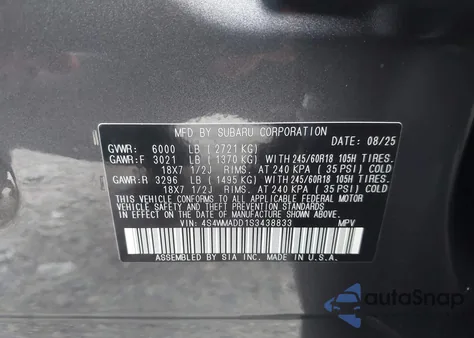 MFD BY SUBARU CORPORATION
DATE: 08/25
GVWR: 6000 LB ( 2721 KG)
GAWR:F 3021 LB ( 1370 KG) WITH 245/60R18 105H TIRES.
18X7 1/2J RIMS. AT 240 KPA ( 35 PSI) COLD
GAWR:R 3296 LB ( 1495 KG) WITH 245/60R18 105H TIRES.
18X7 1/2J RIMS. AT 240 KPA ( 35 PSI) COLD
THIS VEHICLE CONFORMS TO ALL APPLICABLE FEDERAL MOTOR
VEHICLE SAFETY AND THEFT PREVENTION STANDARDS IN EFFECT
ON THE DATE OF MANUFACTURE SHOWN ABOVE.
VIN: 4S4WMADD1S3438833 MPV
ASSEMBLED BY SIA INC. MADE IN U.S.A.
autoSnap